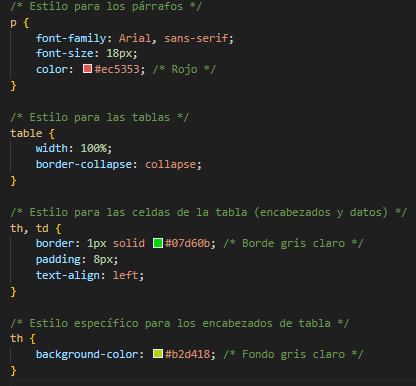 /* Estilo para los párrafos */
p {
    font-family: Arial, sans-serif;
    font-size: 18px;
    color: #ec5353; /* Rojo */
}

/* Estilo para las tablas */
table {
    width: 100%;
    border-collapse: collapse;
}

/* Estilo para las celdas de la tabla (encabezados y datos) */
th, td {
    border: 1px solid #07d60b; /* Borde gris claro */
    padding: 8px;
    text-align: left;
}

/* Estilo específico para los encabezados de tabla */
th {
    background-color: #b2d418; /* Fondo gris claro */
}